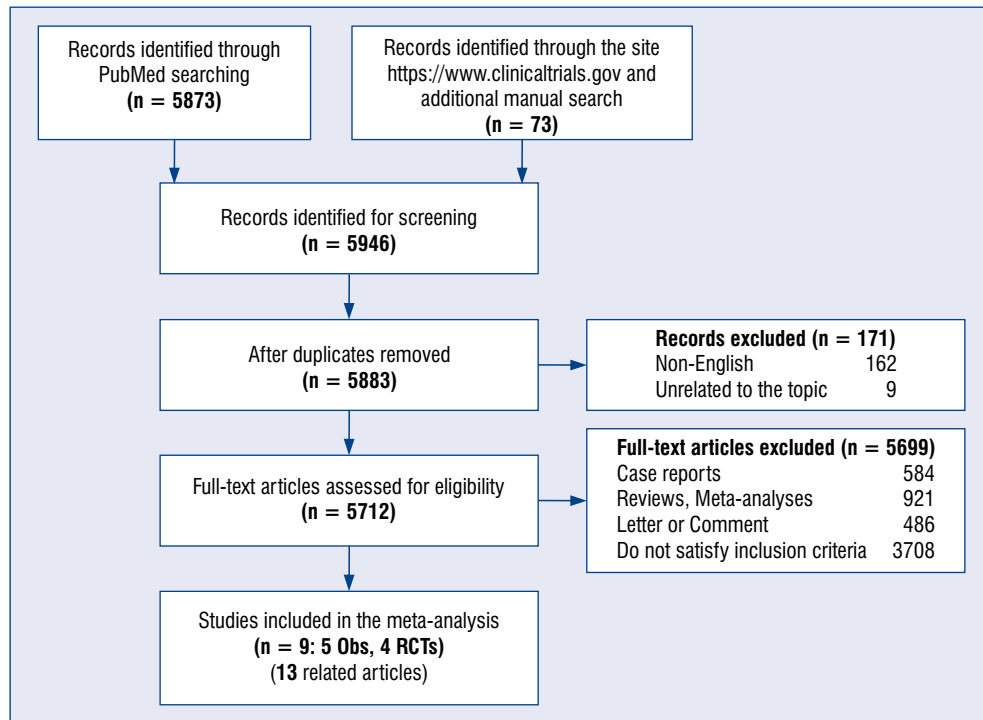 Records identified through
PubMed searching
(n = 5873)
Records identified through the site
https://www.clinicaltrials.gov and
additional manual search
(n = 73)
Records identified for screening
(n = 5946)
After duplicates removed
(n = 5883)
Records excluded (n = 171)
Non-English 162
Unrelated to the topic 9
Full-text articles assessed for eligibility
(n = 5712)
Full-text articles excluded (n = 5699)
Case reports 584
Reviews, Meta-analyses 921
Letter or Comment 486
Do not satisfy inclusion criteria 3708
Studies included in the meta-analysis
(n = 9: 5 Obs, 4 RCTs)
(13 related articles)